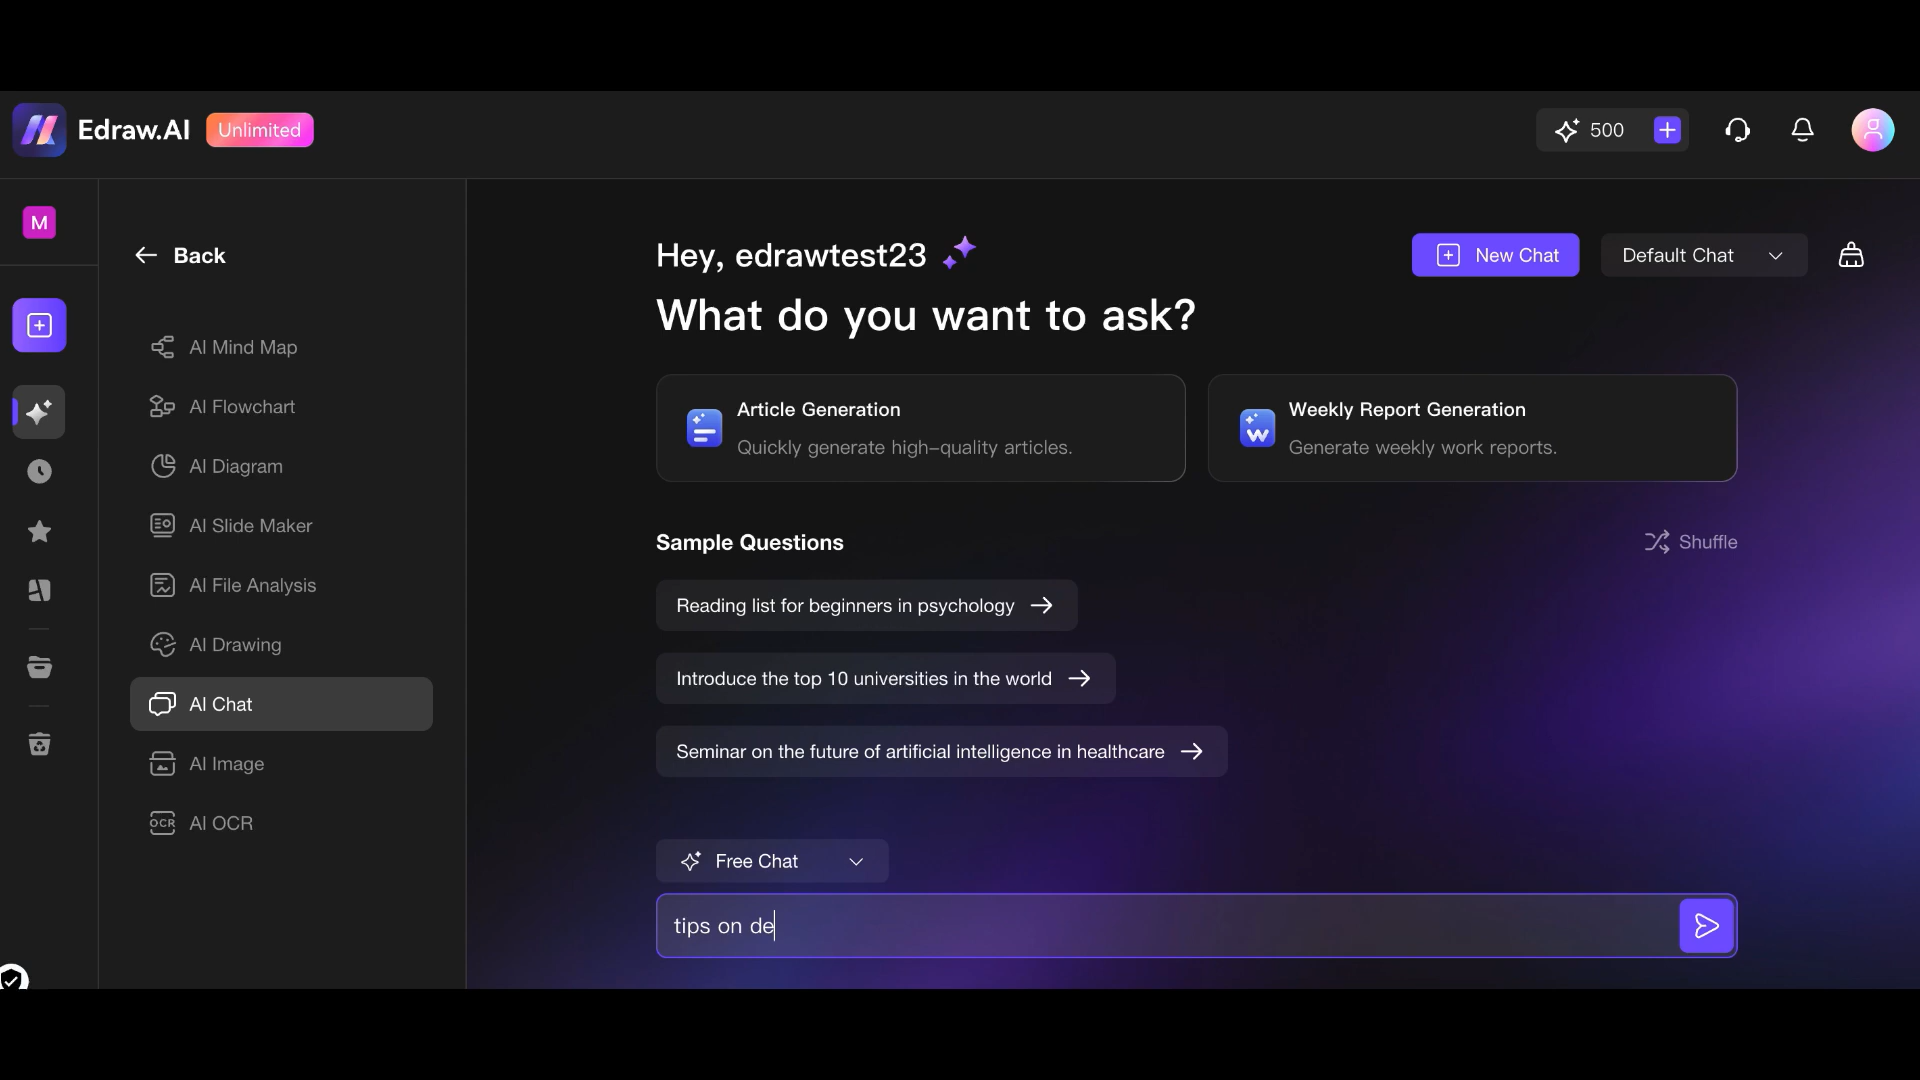 Edraw.AI Unlimited
500
M
Back
AI Mind Map
AI Flowchart
AI Diagram
AI Slide Maker
AI File Analysis
AI Drawing
AI Chat
AI Image
OCR AI OCR
Hey, edrawtest23
New Chat
Default Chat
What do you want to ask?
Article Generation
Quickly generate high-quality articles.
W
Weekly Report Generation
Generate weekly work reports.
Sample Questions
Shuffle
Reading list for beginners in psychology
Introduce the top 10 universities in the world
Seminar on the future of artificial intelligence in healthcare
Free Chat
tips on de